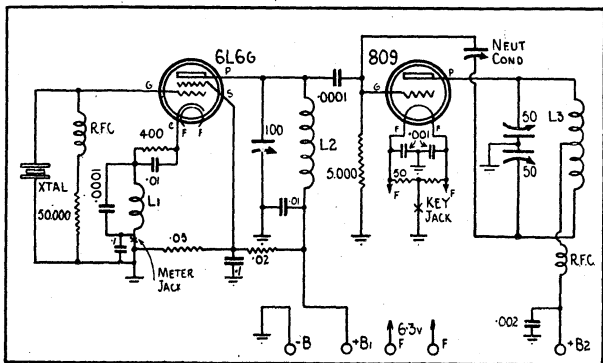 6L6G
809
NEUT
COND
P
P
G
S
G
C
F
F
.0001
F
F
.001
R.F.C.
400
.01
100
L2
5.000
50
L3
50
XTAL
.0001
50.000
L1
.01
50
F
F
KEY
JACK
.1
METER
JACK
.03
.1
.02
R.F.C.
-B
+B1
6·3v
F
F
.002
+B2